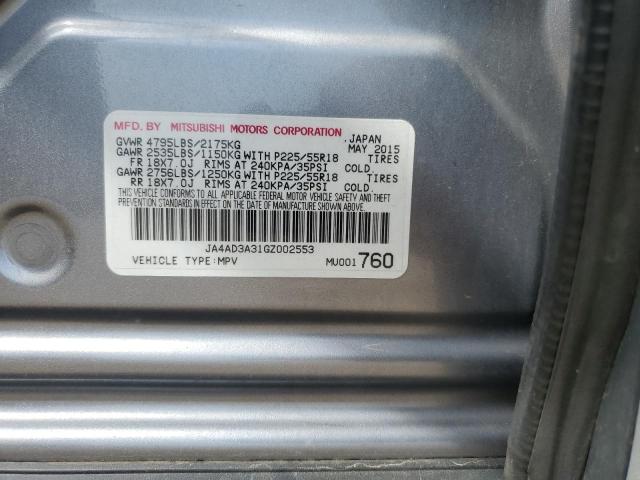 MFD. BY MITSUBISHI MOTORS CORPORATION JAPAN
GVWR 4795LBS/2175KG MAY 2015
GAWR 2535LBS/1150KG WITH P225/55R18 TIRES
FR 18X7.0J RIMS AT 240KPA/35PSI COLD.
GAWR 2756LBS/1250KG WITH P225/55R18 TIRES
RR 18X7.0J RIMS AT 240KPA/35PSI COLD.
THIS VEHICLE CONFORMS TO ALL APPLICABLE FEDERAL MOTOR VEHICLE SAFETY AND THEFT
PREVENTION STANDARDS IN EFFECT ON THE DATE OF MANUFACTURE SHOWN ABOVE.
JA4AD3A31GZ002553
VEHICLE TYPE:MPV MU001760